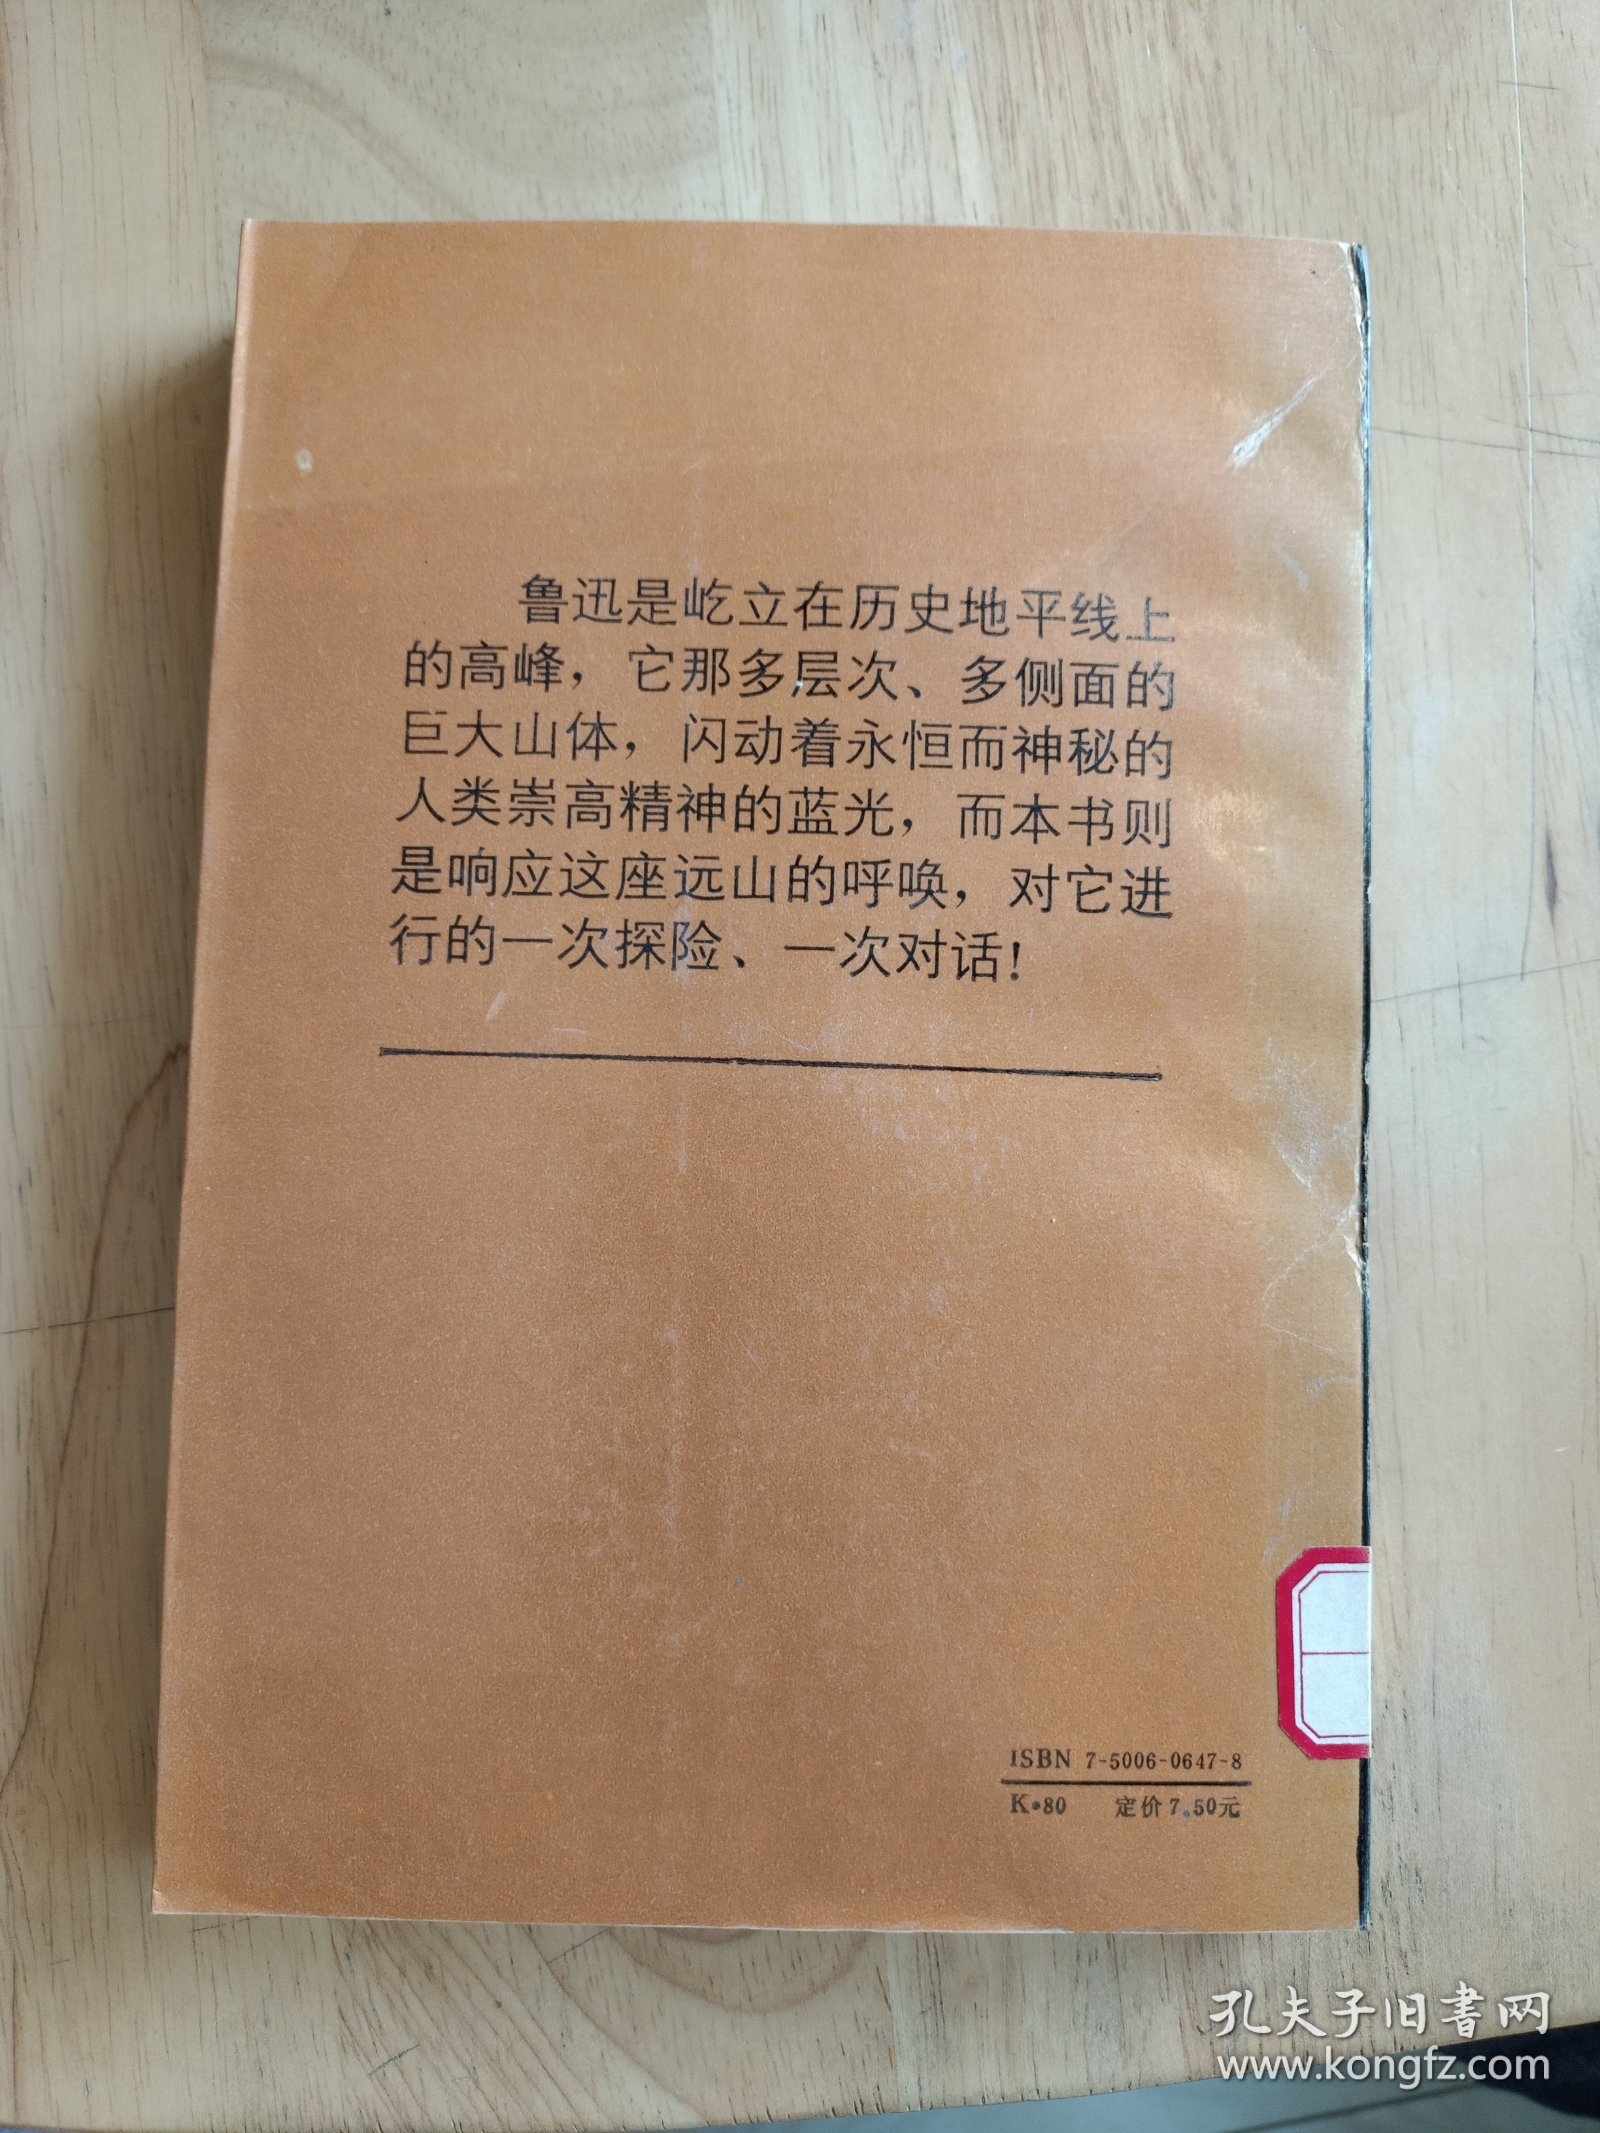 鲁迅是屹立在历史地平线上
的高峰，它那多层次、多侧面的
巨大山体，闪动着永恒而神秘的
人类崇高精神的蓝光，而本书则
是响应这座远山的呼唤，对它进
行的一次探险、一次对话！
ISBN 7-5006-0647-8
K·80 定价7.50元
孔夫子旧書网
www.kongfz.com